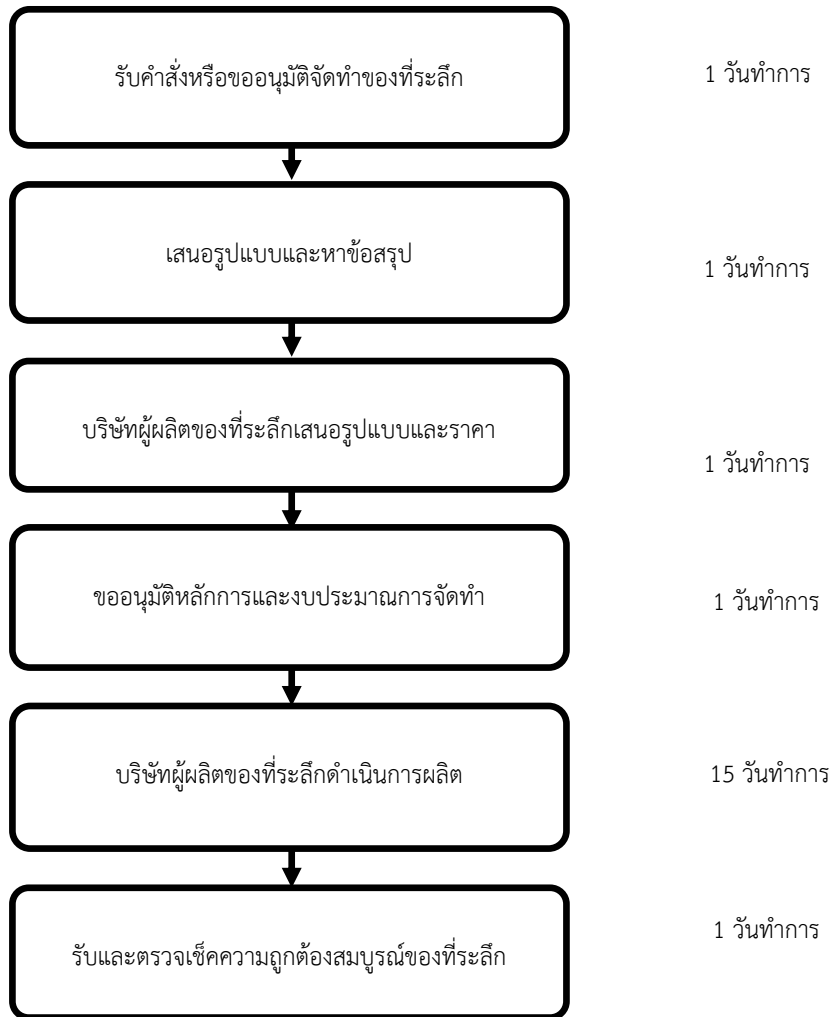 รับคำสั่งหรือขออนุมัติจัดทำของที่ระลึก
1 วันทำการ
เสนอรูปแบบและหาข้อสรุป
1 วันทำการ
บริษัทผู้ผลิตของที่ระลึกเสนอรูปแบบและราคา
1 วันทำการ
ขออนุมัติหลักการและงบประมาณการจัดทำ
1 วันทำการ
บริษัทผู้ผลิตของที่ระลึกดำเนินการผลิต
15 วันทำการ
รับและตรวจเช็คความถูกต้องสมบูรณ์ของที่ระลึก
1 วันทำการ